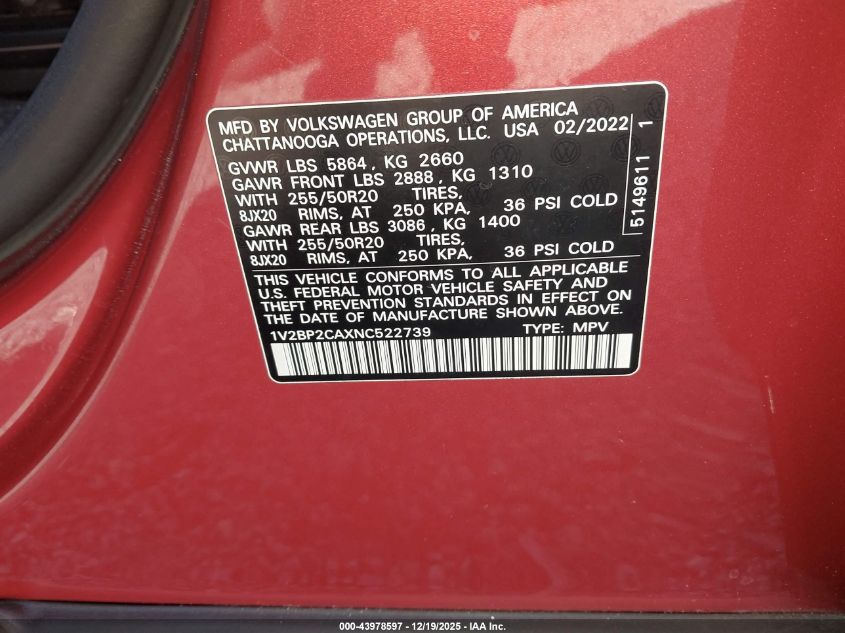 MFD BY VOLKSWAGEN GROUP OF AMERICA
CHATTANOOGA OPERATIONS, LLC. USA 02/2022
GVWR LBS 5864, KG 2660
GAWR FRONT LBS 2888, KG 1310
WITH 255/50R20 TIRES,
8JX20 RIMS, AT 250 KPA, 36 PSI COLD
GAWR REAR LBS 3086, KG 1400
WITH 255/50R20 TIRES,
8JX20 RIMS, AT 250 KPA, 36 PSI COLD
THIS VEHICLE CONFORMS TO ALL APPLICABLE
U.S. FEDERAL MOTOR VEHICLE SAFETY AND
THEFT PREVENTION STANDARDS IN EFFECT ON
THE DATE OF MANUFACTURE SHOWN ABOVE.
1V2BP2CAXNC522739 TYPE: MPV
5149611 1
000-43978597 - 12/19/2025 - IAA Inc.